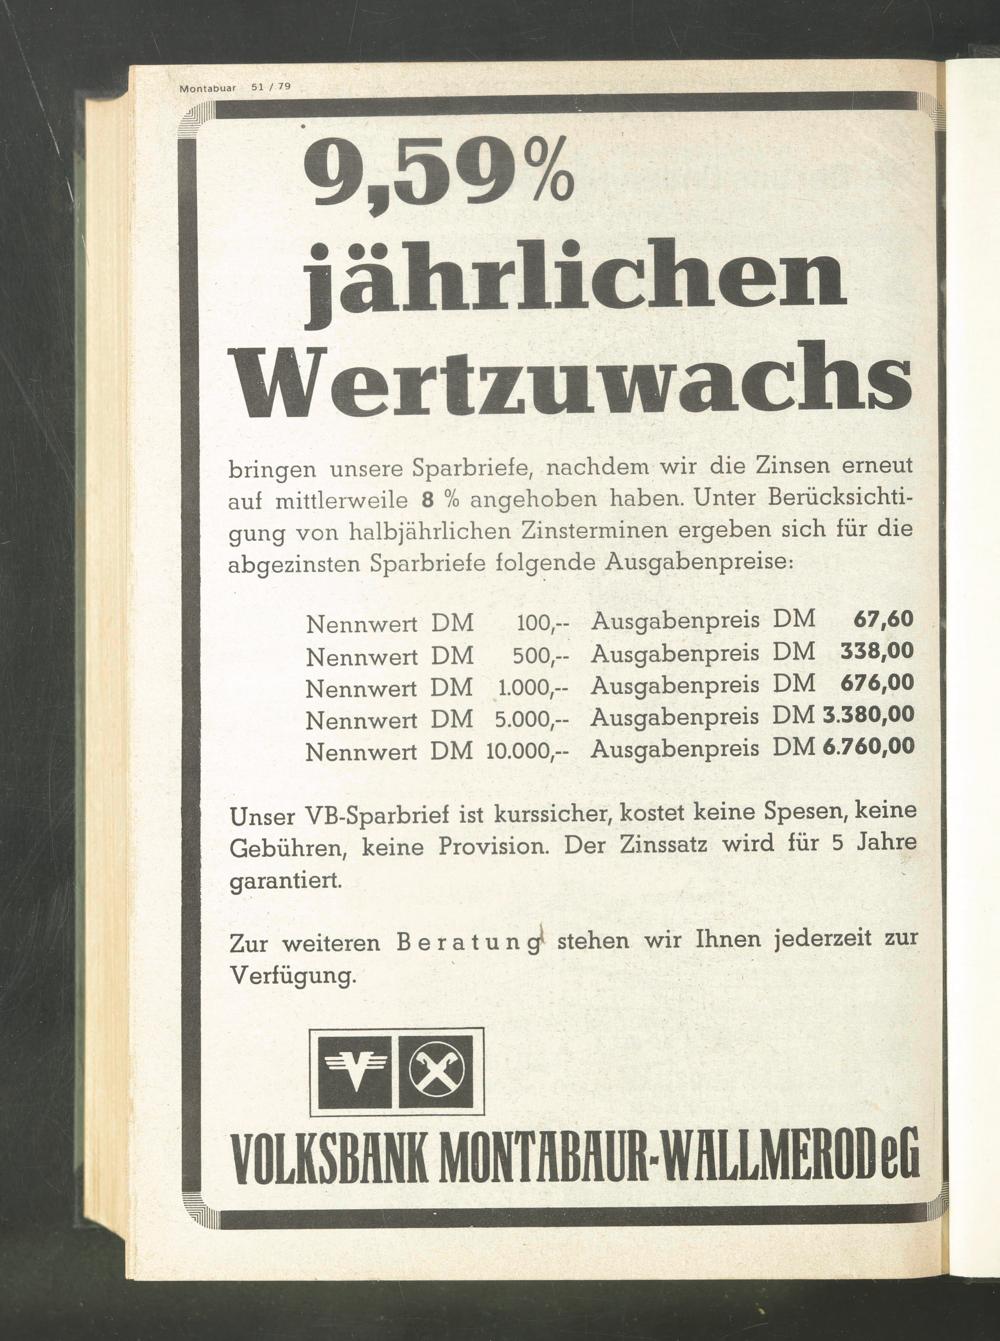 Montabuar 51 / 79
9,59%
jährlichen
Wertzuwachs
bringen unsere Sparbriefe, nachdem wir die Zinsen erneut
auf mittlerweile 8 % angehoben haben. Unter Berücksichti-
gung von halbjährlichen Zinsterminen ergeben sich für die
abgezinsten Sparbriefe folgende Ausgabenpreise:
Nennwert DM 100,-- Ausgabenpreis DM 67,60
Nennwert DM 500,-- Ausgabenpreis DM 338,00
Nennwert DM 1.000,-- Ausgabenpreis DM 676,00
Nennwert DM 5.000,-- Ausgabenpreis DM 3.380,00
Nennwert DM 10.000,-- Ausgabenpreis DM 6.760,00
Unser VB-Sparbrief ist kurssicher, kostet keine Spesen, keine
Gebühren, keine Provision. Der Zinssatz wird für 5 Jahre
garantiert.
Zur weiteren Beratung stehen wir Ihnen jederzeit zur
Verfügung.
V
VOLKSBANK MONTABAUR-WALLMEROD eG